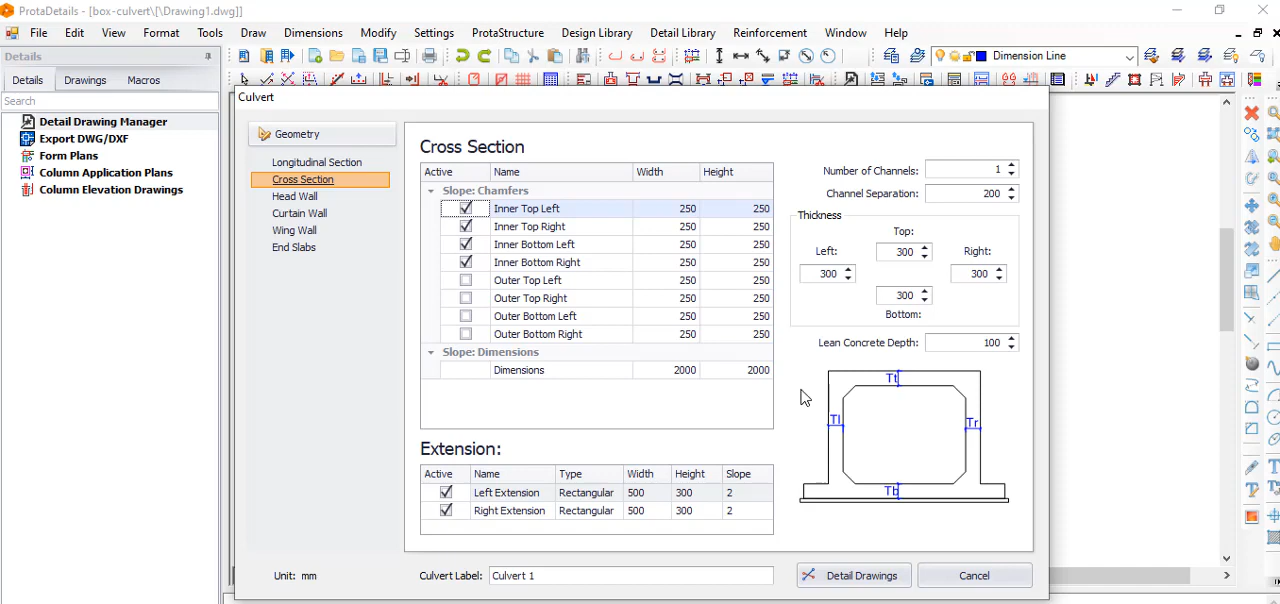 ProtaDetails - [box-culvert\[\Drawing1.dwg]]
File Edit View Format Tools Draw Dimensions Modify Settings ProtaStructure Design Library Detail Library Reinforcement Window Help
Details
Dimension Line
Details Drawings Macros
Search
Detail Drawing Manager
Export DWG/DXF
Form Plans
Column Application Plans
Column Elevation Drawings
Culvert
Geometry
Longitudinal Section
Cross Section
Head Wall
Curtain Wall
Wing Wall
End Slabs
Cross Section
Active Name Width Height
Slope: Chamfers
Inner Top Left 250 250
Inner Top Right 250 250
Inner Bottom Left 250 250
Inner Bottom Right 250 250
Outer Top Left 250 250
Outer Top Right 250 250
Outer Bottom Left 250 250
Outer Bottom Right 250 250
Slope: Dimensions
Dimensions 2000 2000
Extension:
Active Name Type Width Height Slope
Left Extension Rectangular 500 300 2
Right Extension Rectangular 500 300 2
Number of Channels: 1
Channel Separation: 200
Thickness
Top:
Left: 300 Right:
300 300
300
Bottom:
Lean Concrete Depth: 100
Tt
Tl Tr
Tb
Unit: mm Culvert Label: Culvert 1 Detail Drawings Cancel